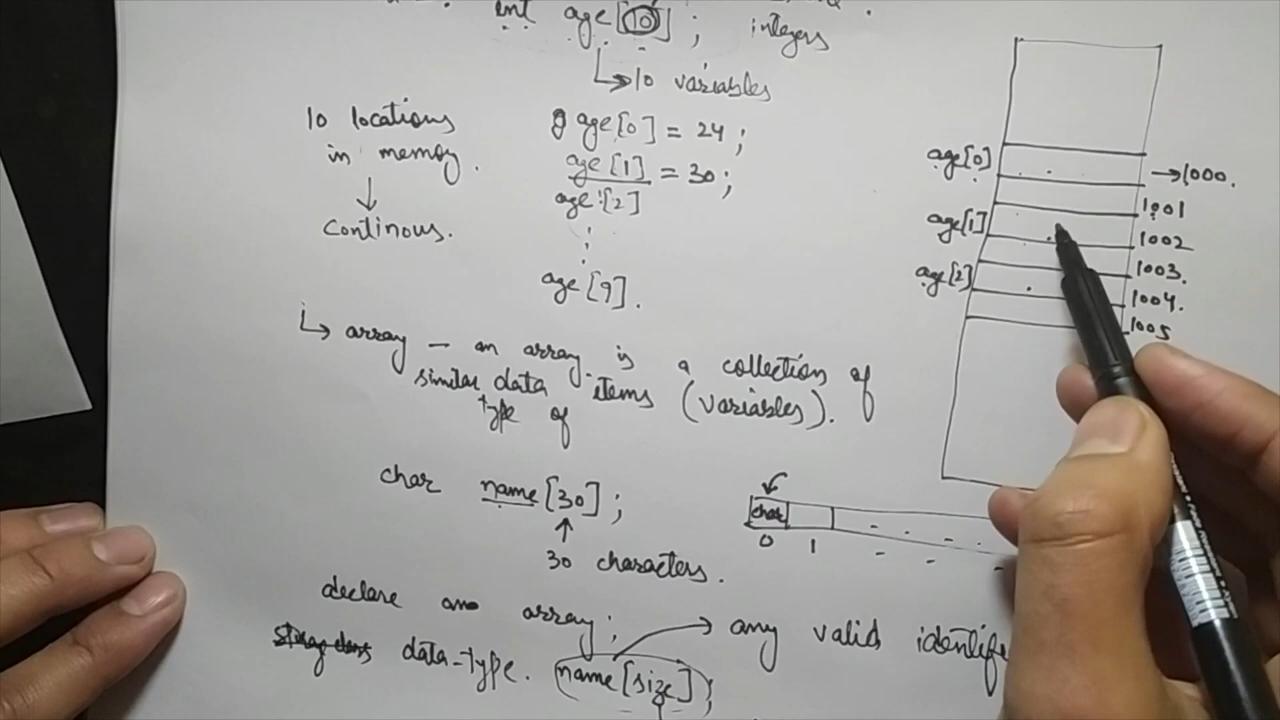 int age[10] ; integers
↳ 10 variables
10 locations
in memory.
↓
continous.
age[0] = 24 ;
age[1] = 30 ;
age[2]
age[9].
↳ array – an array is a collection of
similar data items (variables).
type of
char name[30] ;
↑
30 characters.
declare an array ;
data-type. name[size] ;
→ any valid identifie
age[0] →1000.
1001
age[1] 1002
1003.
age[2] 1004.
1005
char
0 1